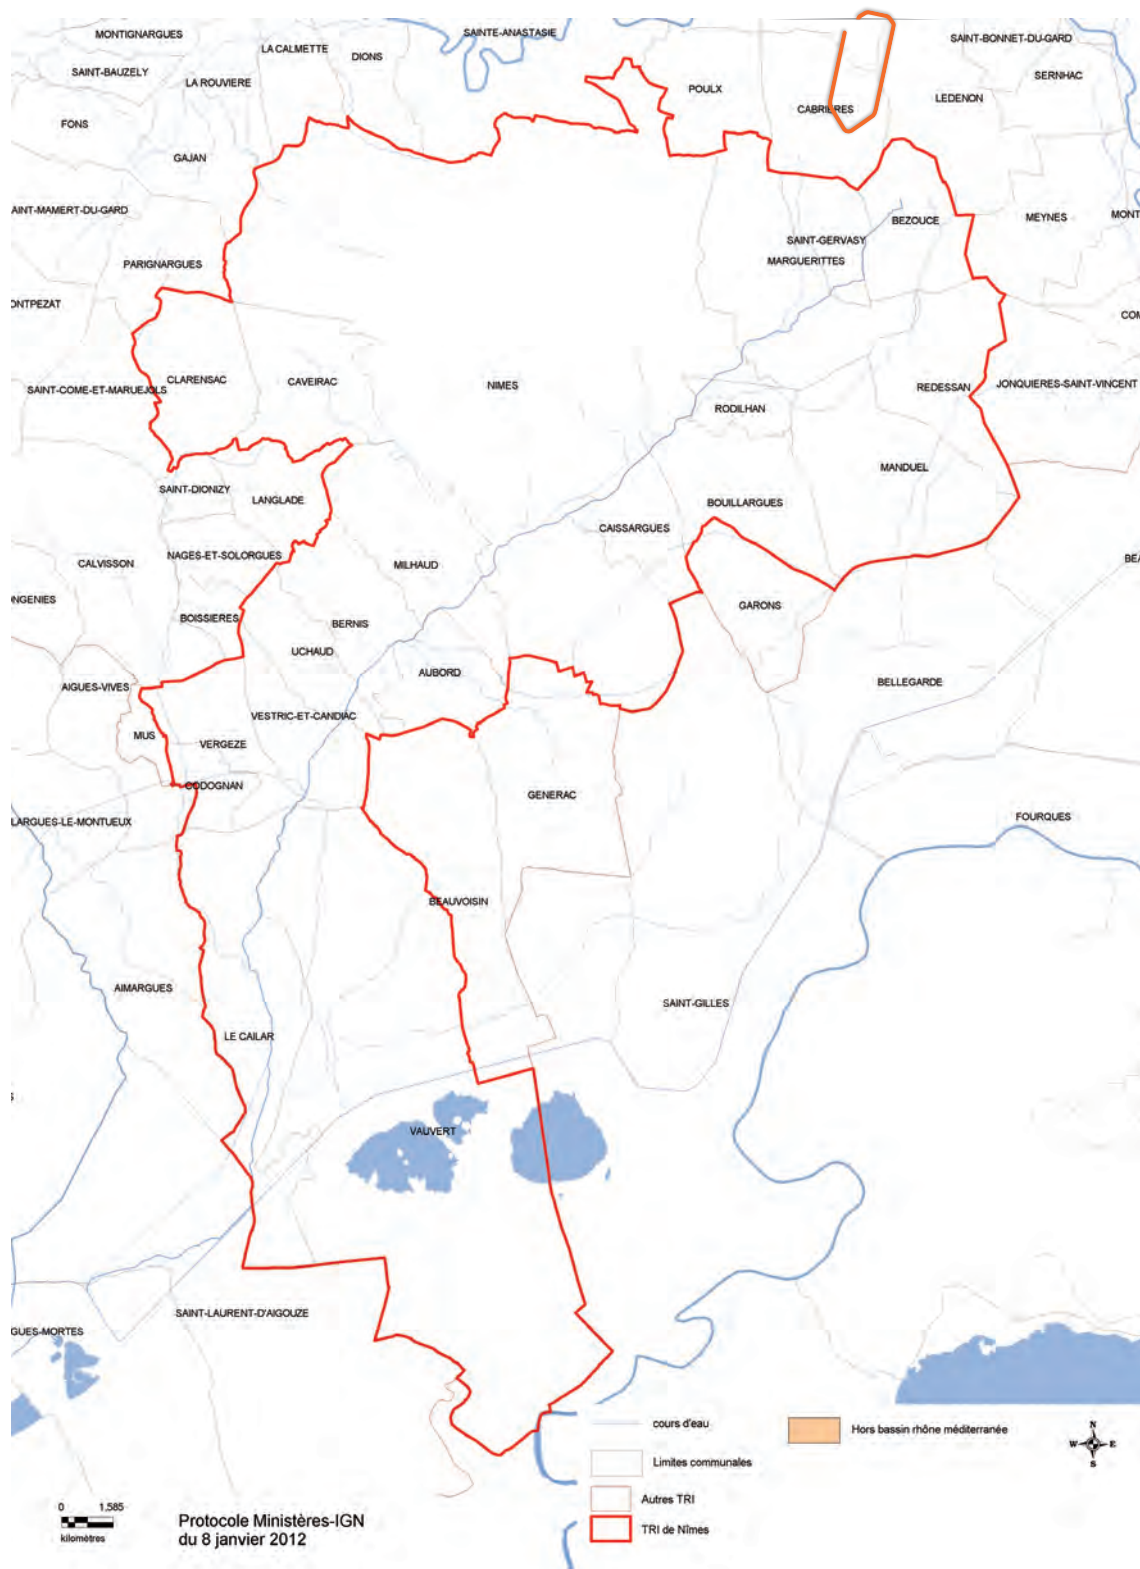 MONTIGNARGUES
LA CALMETTE
DIONS
SAINTE-ANASTASIE
SAINT-BONNET-DU-GARD
SAINT-BAUZELY
LA ROUVIERE
POULX
SERNHAC
LEDENON
CABRIERES
FONS
GAJAN
AINT-MAMERT-DU-GARD
BEZOUCE
MEYNES
MONT
SAINT-GERVASY
MARGUERITTES
PARIGNARGUES
ONTPEZAT
COM
CLARENSAC
CAVEIRAC
NIMES
REDESSAN
JONQUIERES-SAINT-VINCENT
SAINT-COME-ET-MARUEJOLS
RODILHAN
MANDUEL
SAINT-DIONIZY
LANGLADE
BOUILLARGUES
CAISSARGUES
NAGES-ET-SOLORGUES
CALVISSON
MILHAUD
BEA
ONGENIES
BOISSIERES
BERNIS
GARONS
UCHAUD
AUBORD
AIGUES-VIVES
BELLEGARDE
VESTRIC-ET-CANDIAC
MUS
VERGEZE
CODOGNAN
GENERAC
LARGUES-LE-MONTUEUX
FOURQUES
BEAUVOISIN
AIMARGUES
SAINT-GILLES
LE CAILAR
S
VAUVERT
SAINT-LAURENT-D'AIGOUZE
GUES-MORTES
cours d'eau
Hors bassin rhône méditerranée
N
W E
S
Limites communales
Autres TRI
TRI de Nîmes
0 1,585
kilomètres
Protocole Ministères-IGN
du 8 janvier 2012